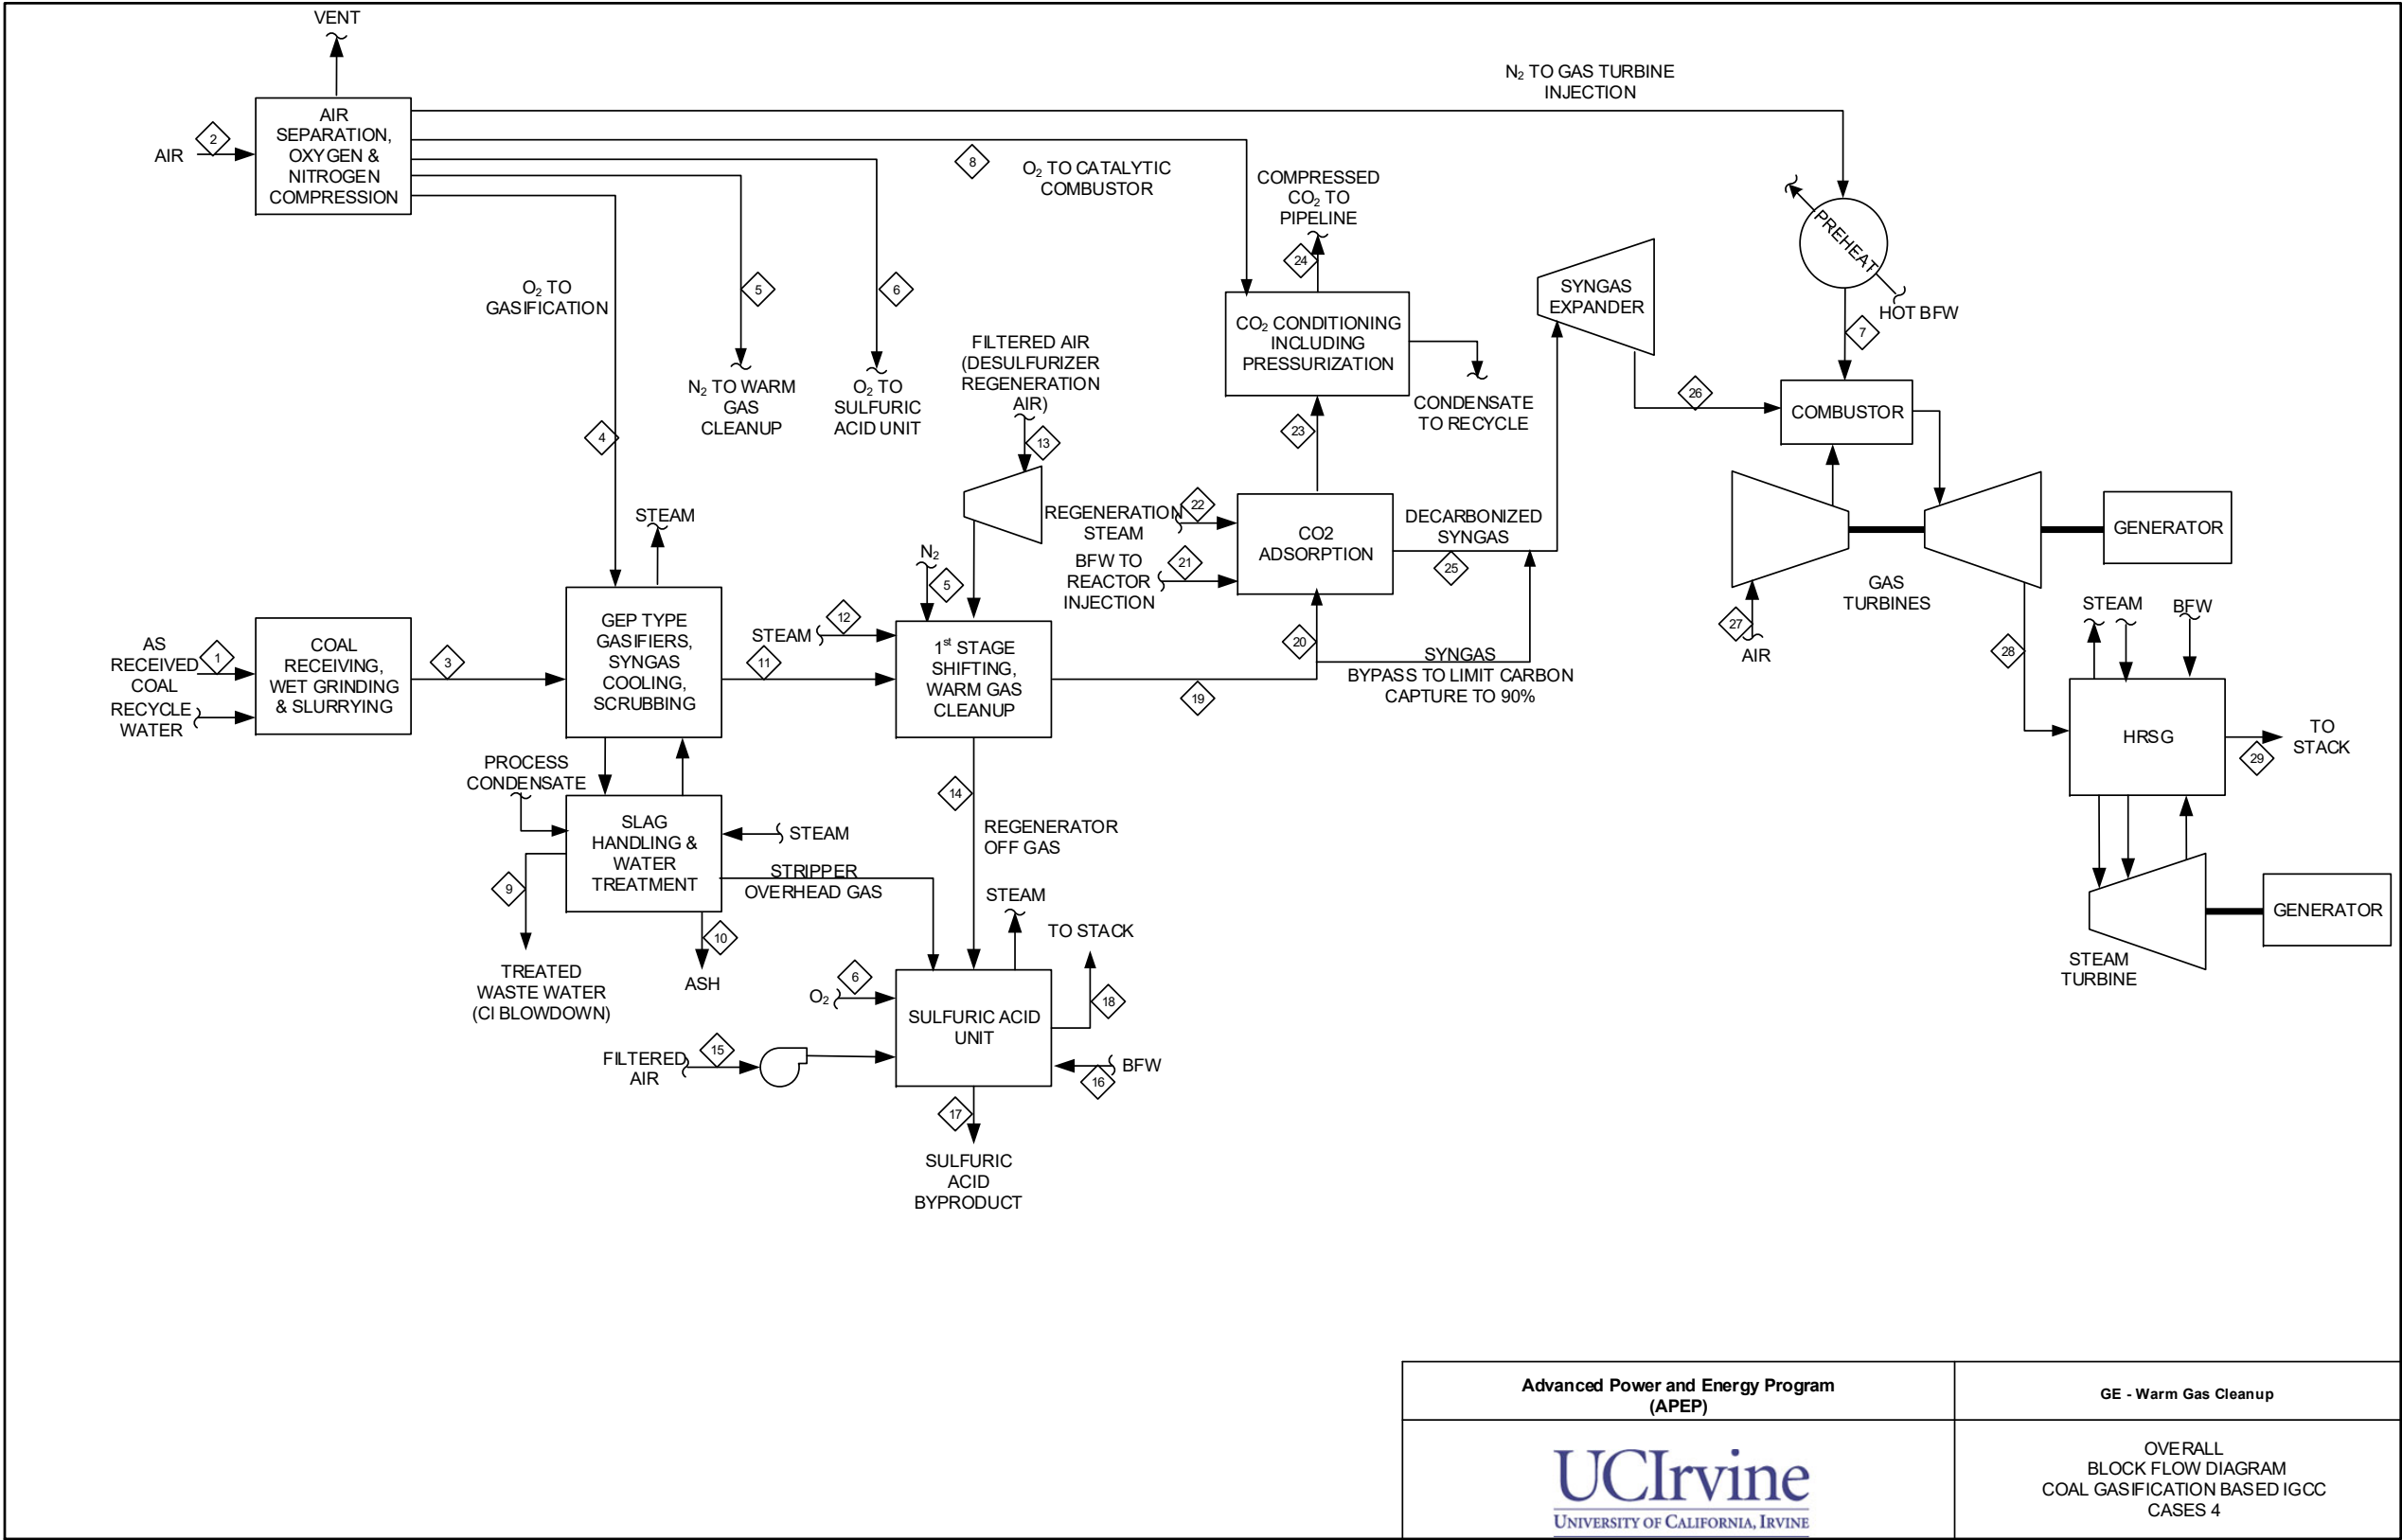 VENT
AIR
2
AIR
SEPARATION,
OXYGEN &
NITROGEN
COMPRESSION
N₂ TO GAS TURBINE
INJECTION
8
O₂ TO CATALYTIC
COMBUSTOR
COMPRESSED
CO₂ TO
PIPELINE
24
PREHEAT
HOT BFW
7
O₂ TO
GASIFICATION
5
6
N₂ TO WARM
GAS
CLEANUP
O₂ TO
SULFURIC
ACID UNIT
4
FILTERED AIR
(DESULFURIZER
REGENERATION
AIR)
13
CO₂ CONDITIONING
INCLUDING
PRESSURIZATION
CONDENSATE
TO RECYCLE
23
SYNGAS
EXPANDER
26
COMBUSTOR
REGENERATION
STEAM
22
BFW TO
REACTOR
INJECTION
21
CO2
ADSORPTION
DECARBONIZED
SYNGAS
25
GAS
TURBINES
GENERATOR
27
AIR
28
STEAM
BFW
HRSG
TO
STACK
29
STEAM
TURBINE
GENERATOR
AS
RECEIVED
COAL
1
RECYCLE
WATER
COAL
RECEIVING,
WET GRINDING
& SLURRYING
3
STEAM
GEP TYPE
GASIFIERS,
SYNGAS
COOLING,
SCRUBBING
11
STEAM
12
N₂
5
1st STAGE
SHIFTING,
WARM GAS
CLEANUP
19
20
SYNGAS
BYPASS TO LIMIT CARBON
CAPTURE TO 90%
PROCESS
CONDENSATE
SLAG
HANDLING &
WATER
TREATMENT
STEAM
STRIPPER
OVERHEAD GAS
9
10
TREATED
WASTE WATER
(Cl BLOWDOWN)
ASH
14
REGENERATOR
OFF GAS
STEAM
TO STACK
18
O₂
6
FILTERED
AIR
15
SULFURIC ACID
UNIT
BFW
16
17
SULFURIC
ACID
BYPRODUCT
Advanced Power and Energy Program
(APEP)
GE - Warm Gas Cleanup
UCIrvine
UNIVERSITY OF CALIFORNIA, IRVINE
OVERALL
BLOCK FLOW DIAGRAM
COAL GASIFICATION BASED IGCC
CASES 4